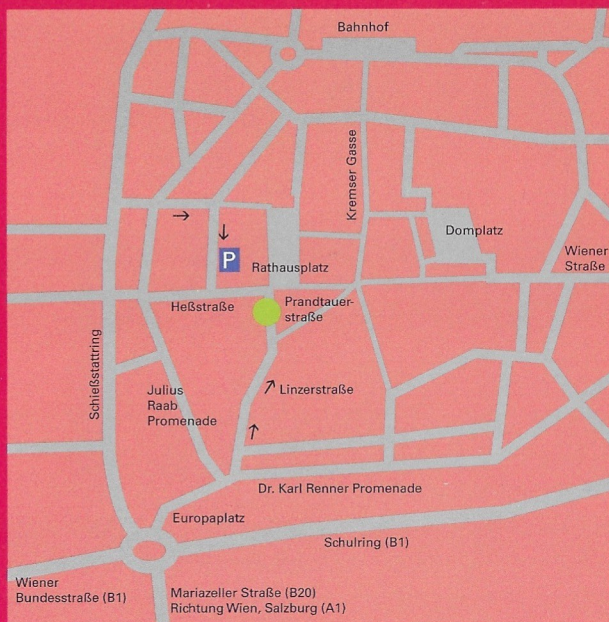 Bahnhof
Kremser Gasse
Domplatz
Wiener
Straße
P
Rathausplatz
Heßstraße
Prandtauer-
straße
Schießstattring
Julius
Raab
Promenade
Linzerstraße
Dr. Karl Renner Promenade
Europaplatz
Schulring (B1)
Wiener
Bundesstraße (B1)
Mariazeller Straße (B20)
Richtung Wien, Salzburg (A1)